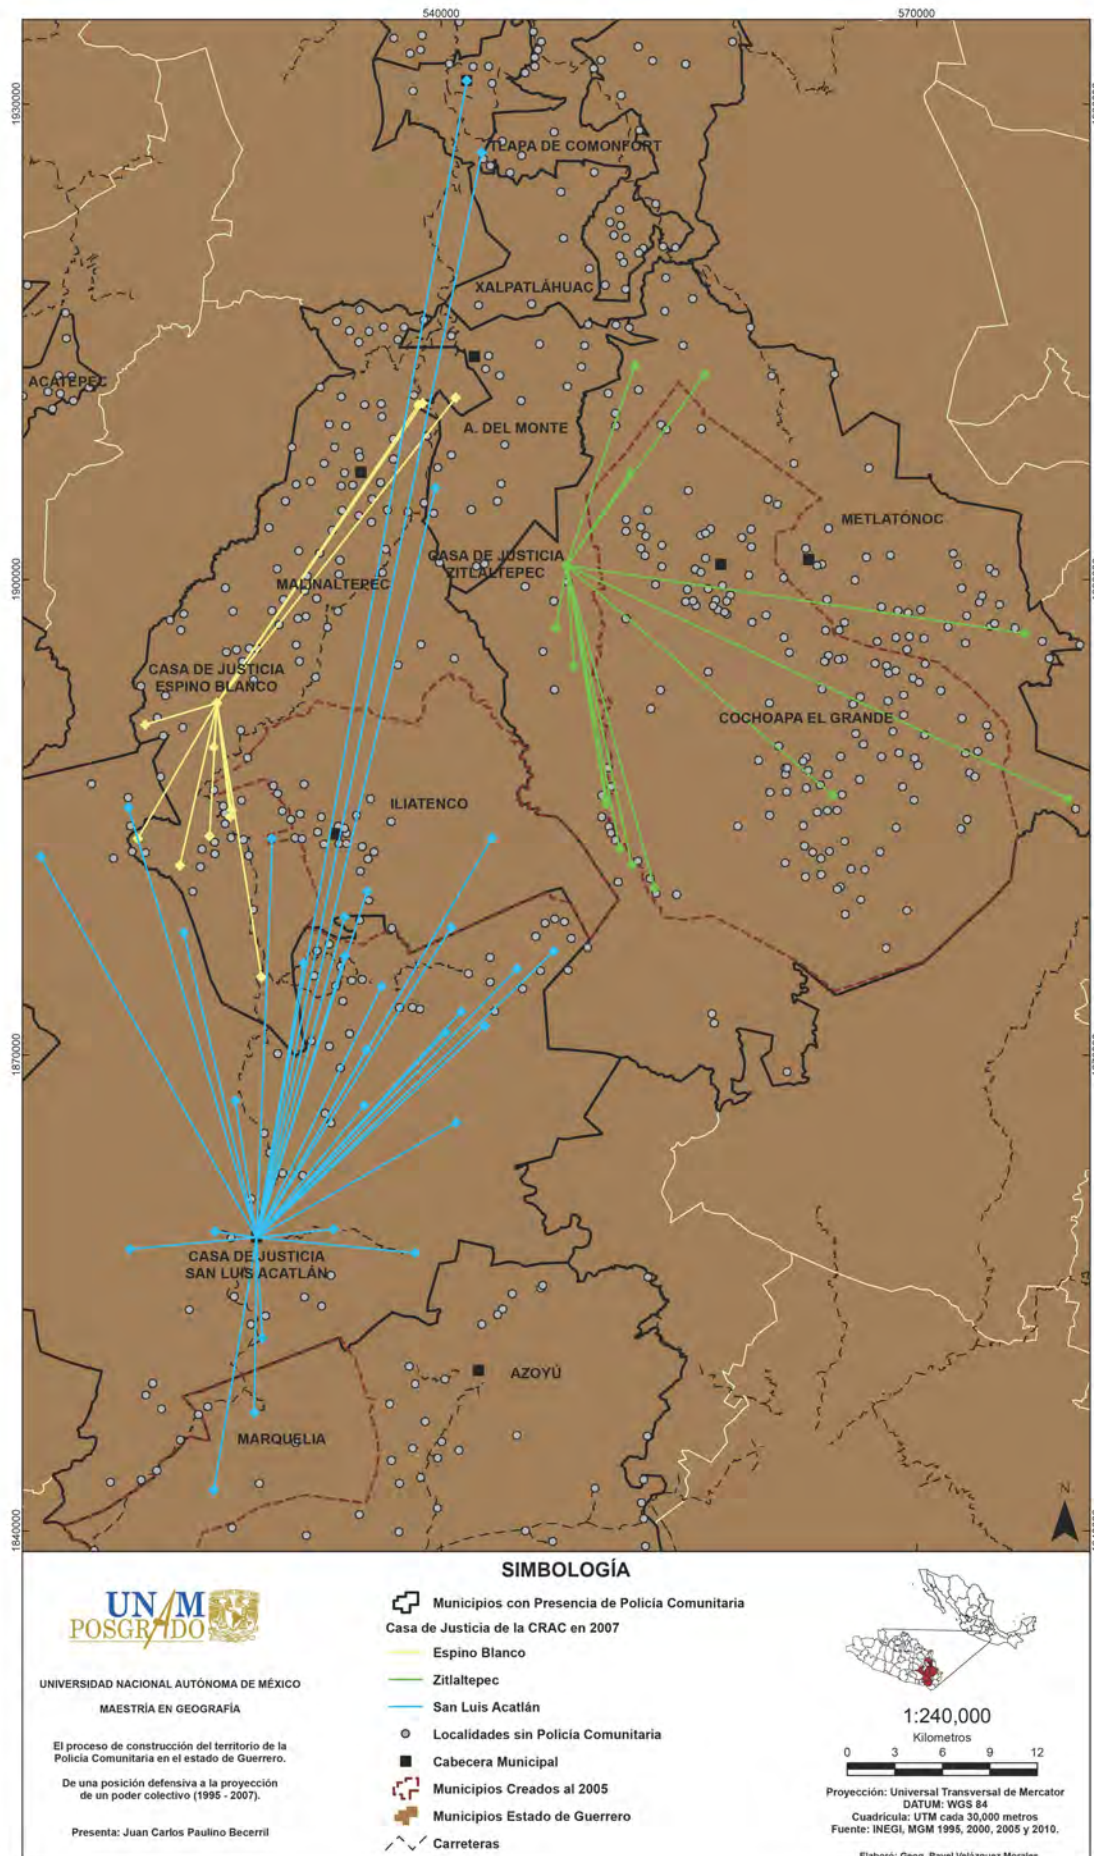 540000
570000
1930000
TLAPA DE COMONFORT
XALPATLÁHUAC
ACATEPEC
A. DEL MONTE
METLATÓNOC
CASA DE JUSTICIA
ZITLALTEPEC
1900000
MALINALTEPEC
CASA DE JUSTICIA
ESPINO BLANCO
COCHOAPA EL GRANDE
ILIATENCO
1870000
CASA DE JUSTICIA
SAN LUIS ACATLÁN
AZOYÚ
MARQUELIA
N
1840000
SIMBOLOGÍA
Municipios con Presencia de Policía Comunitaria
Casa de Justicia de la CRAC en 2007
Espino Blanco
Zitlaltepec
San Luis Acatlán
Localidades sin Policía Comunitaria
Cabecera Municipal
Municipios Creados al 2005
Municipios Estado de Guerrero
Carreteras
UNAM
POSGRADO
UNIVERSIDAD NACIONAL AUTÓNOMA DE MÉXICO
MAESTRÍA EN GEOGRAFÍA
El proceso de construcción del territorio de la
Policía Comunitaria en el estado de Guerrero.
De una posición defensiva a la proyección
de un poder colectivo (1995 - 2007).
Presenta: Juan Carlos Paulino Becerril
1:240,000
Kilometros
0 3 6 9 12
Proyección: Universal Transversal de Mercator
DATUM: WGS 84
Cuadrícula: UTM cada 30,000 metros
Fuente: INEGI, MGM 1995, 2000, 2005 y 2010.
Elaboró: Geog. Pavel Velázquez Morales